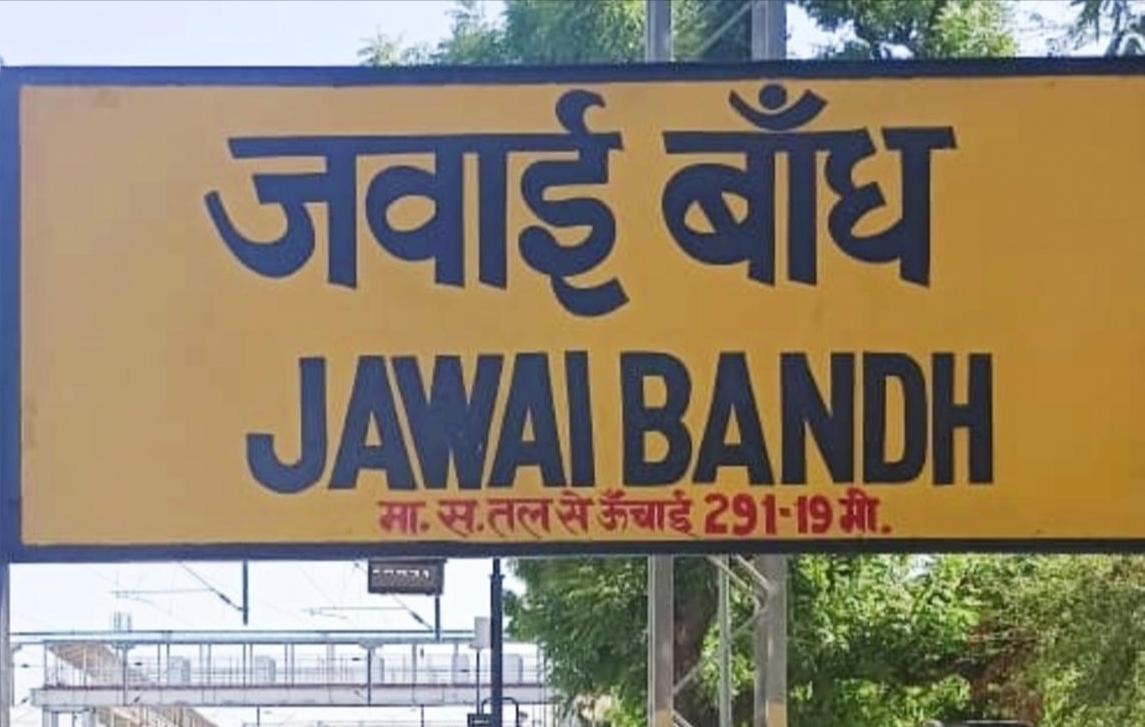 जवाई बाँध
JAWAI BANDH
मा. स. तल से ऊँचाई 291-19 मी.